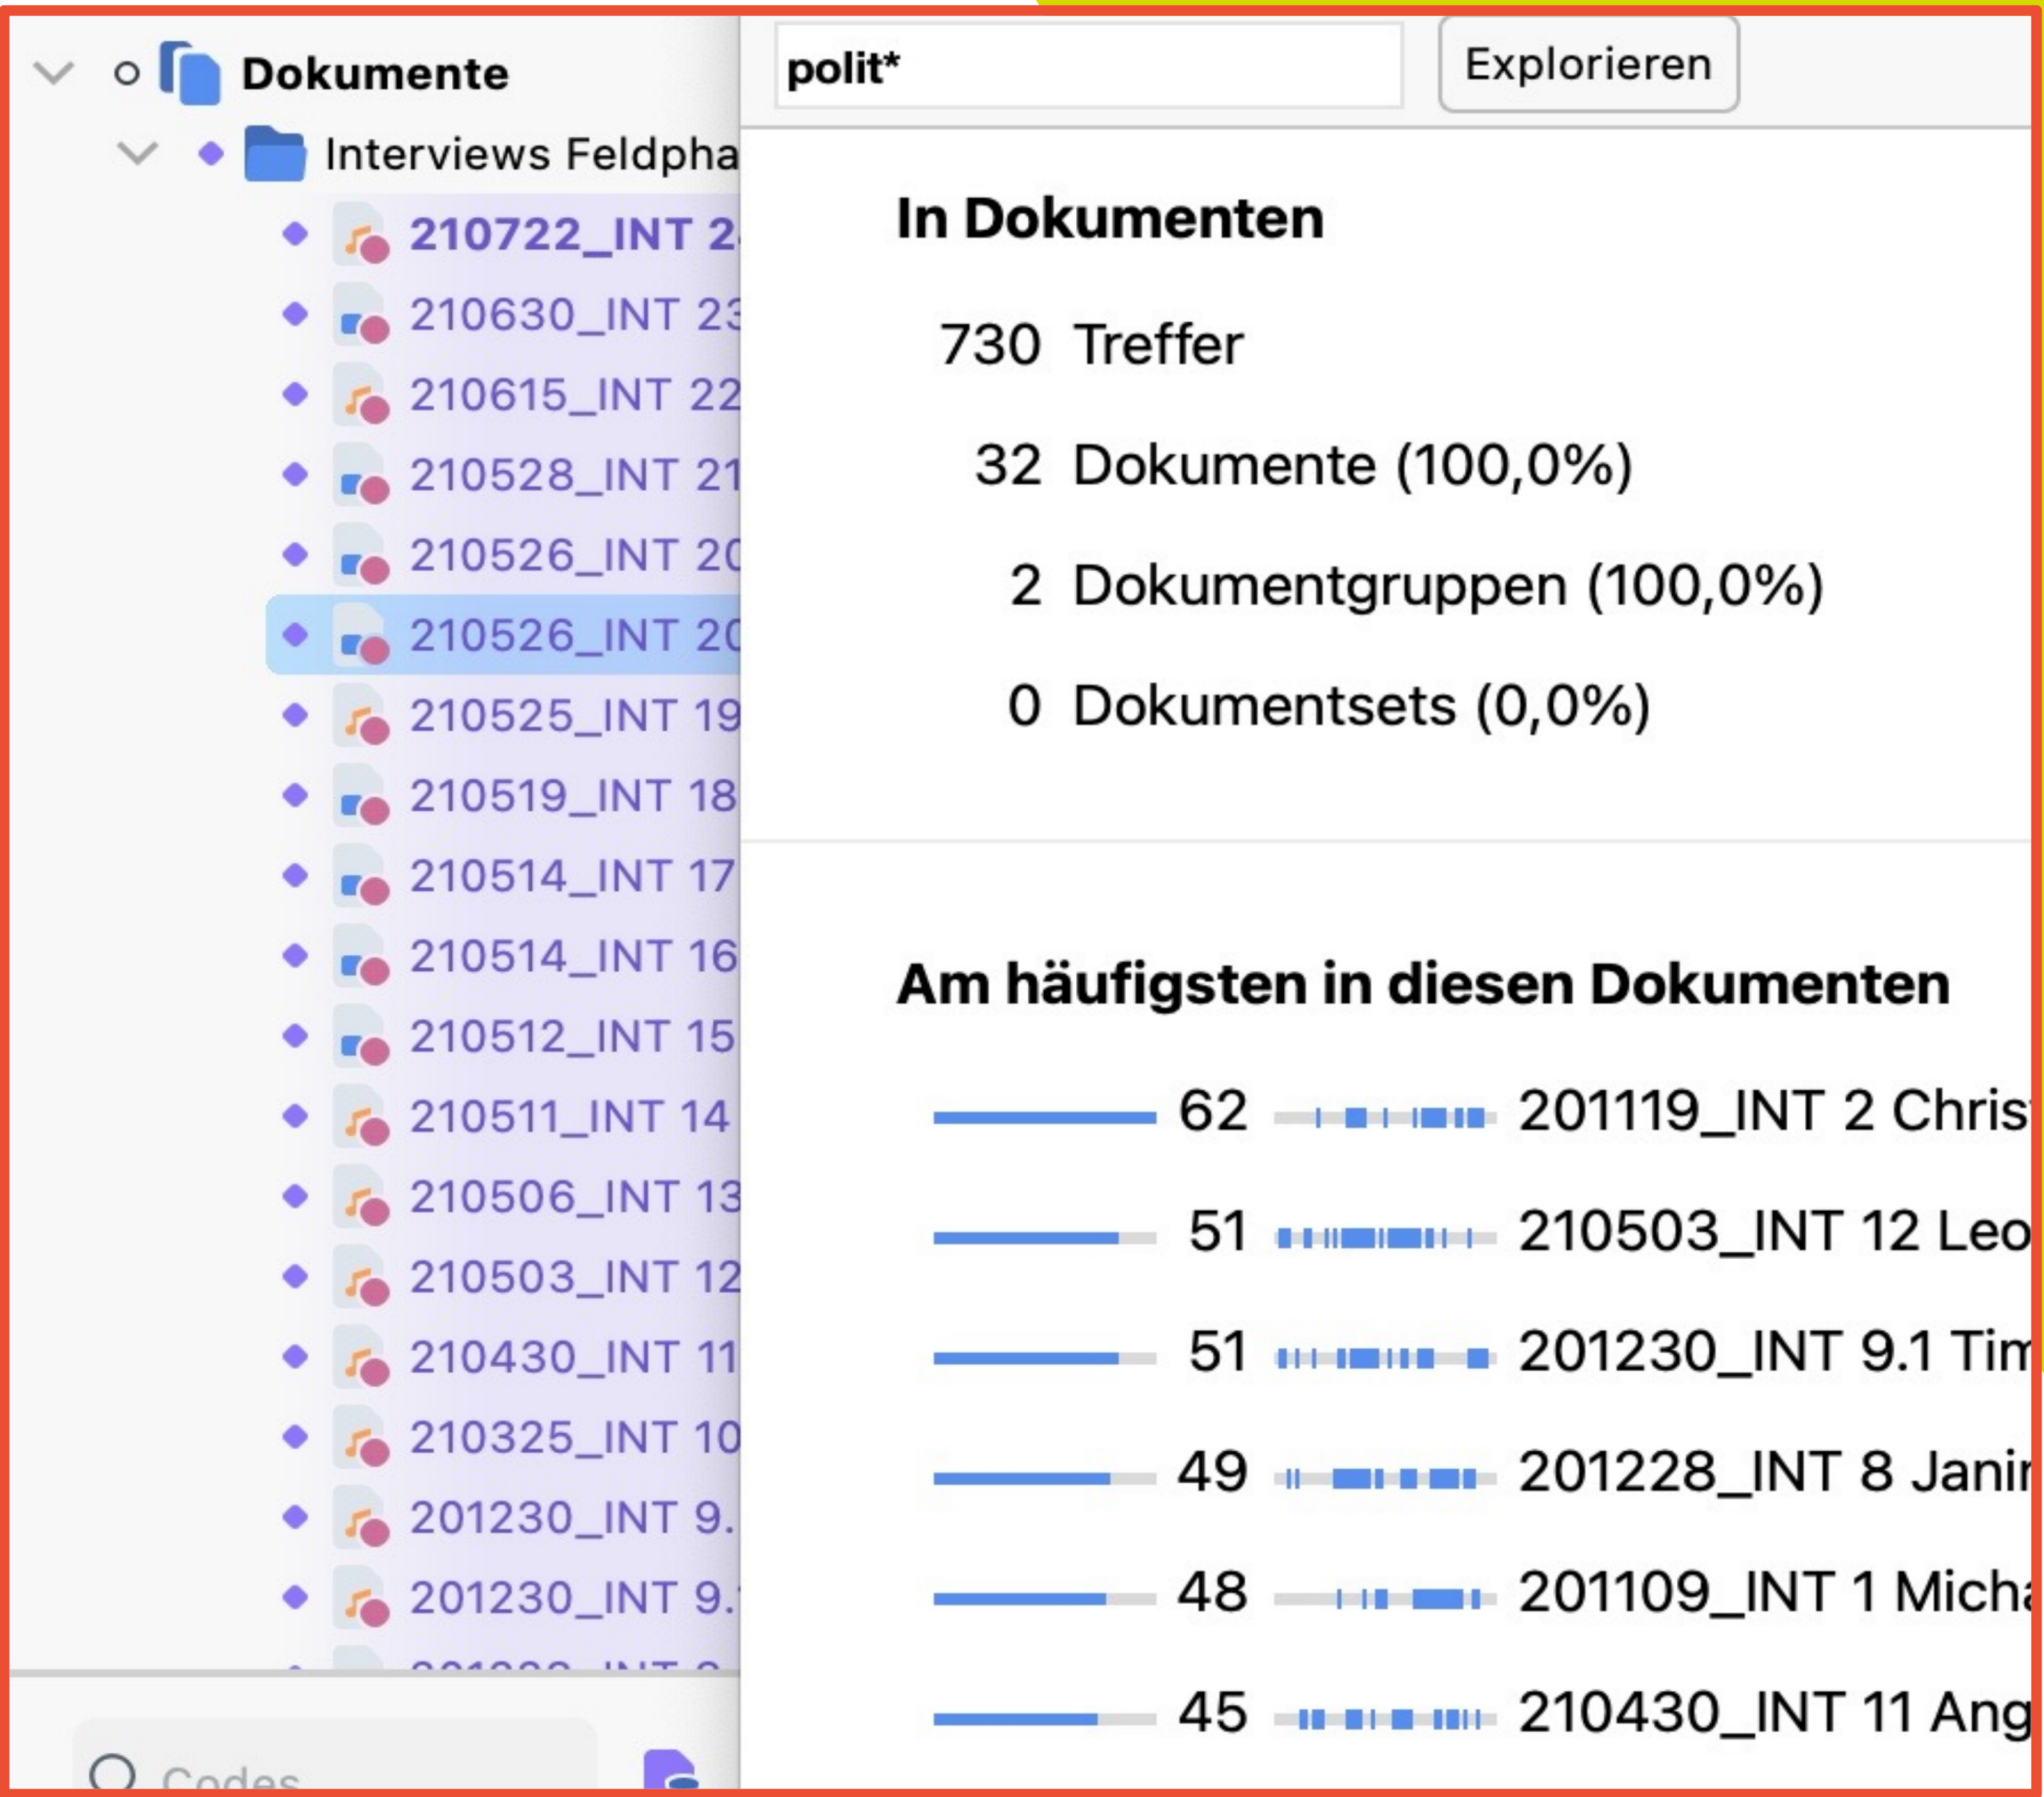 Dokumente
Interviews Feldpha
210722_INT 2
210630_INT 23
210615_INT 22
210528_INT 21
210526_INT 20
210526_INT 20
210525_INT 19
210519_INT 18
210514_INT 17
210514_INT 16
210512_INT 15
210511_INT 14
210506_INT 13
210503_INT 12
210430_INT 11
210325_INT 10
201230_INT 9.
201230_INT 9.
Codes
polit*
Explorieren
In Dokumenten
730 Treffer
32 Dokumente (100,0%)
2 Dokumentgruppen (100,0%)
0 Dokumentsets (0,0%)
Am häufigsten in diesen Dokumenten
62 201119_INT 2 Chris
51 210503_INT 12 Leo
51 201230_INT 9.1 Tim
49 201228_INT 8 Janin
48 201109_INT 1 Micha
45 210430_INT 11 Ang